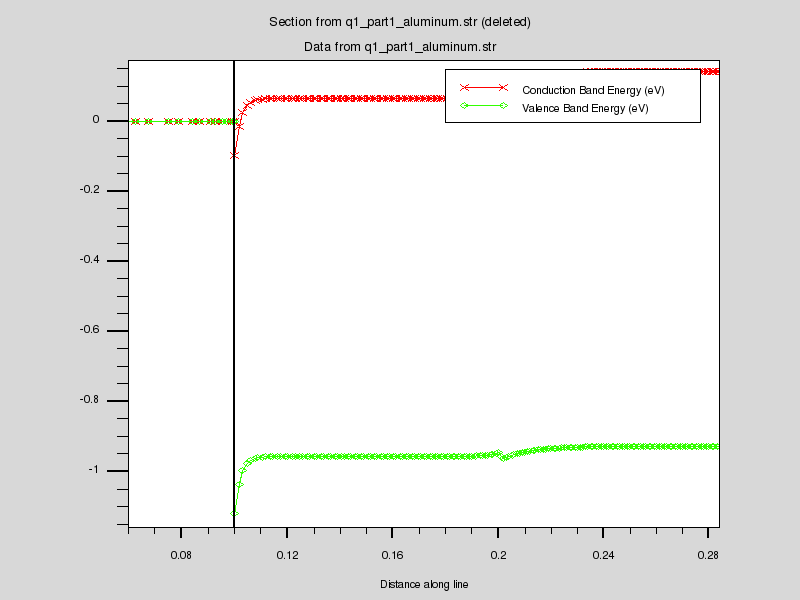 Section from q1_part1_aluminum.str (deleted)
Data from q1_part1_aluminum.str
Conduction Band Energy (eV)
Valence Band Energy (eV)
0
-0.2
-0.4
-0.6
-0.8
-1
0.08 0.12 0.16 0.2 0.24 0.28
Distance along line